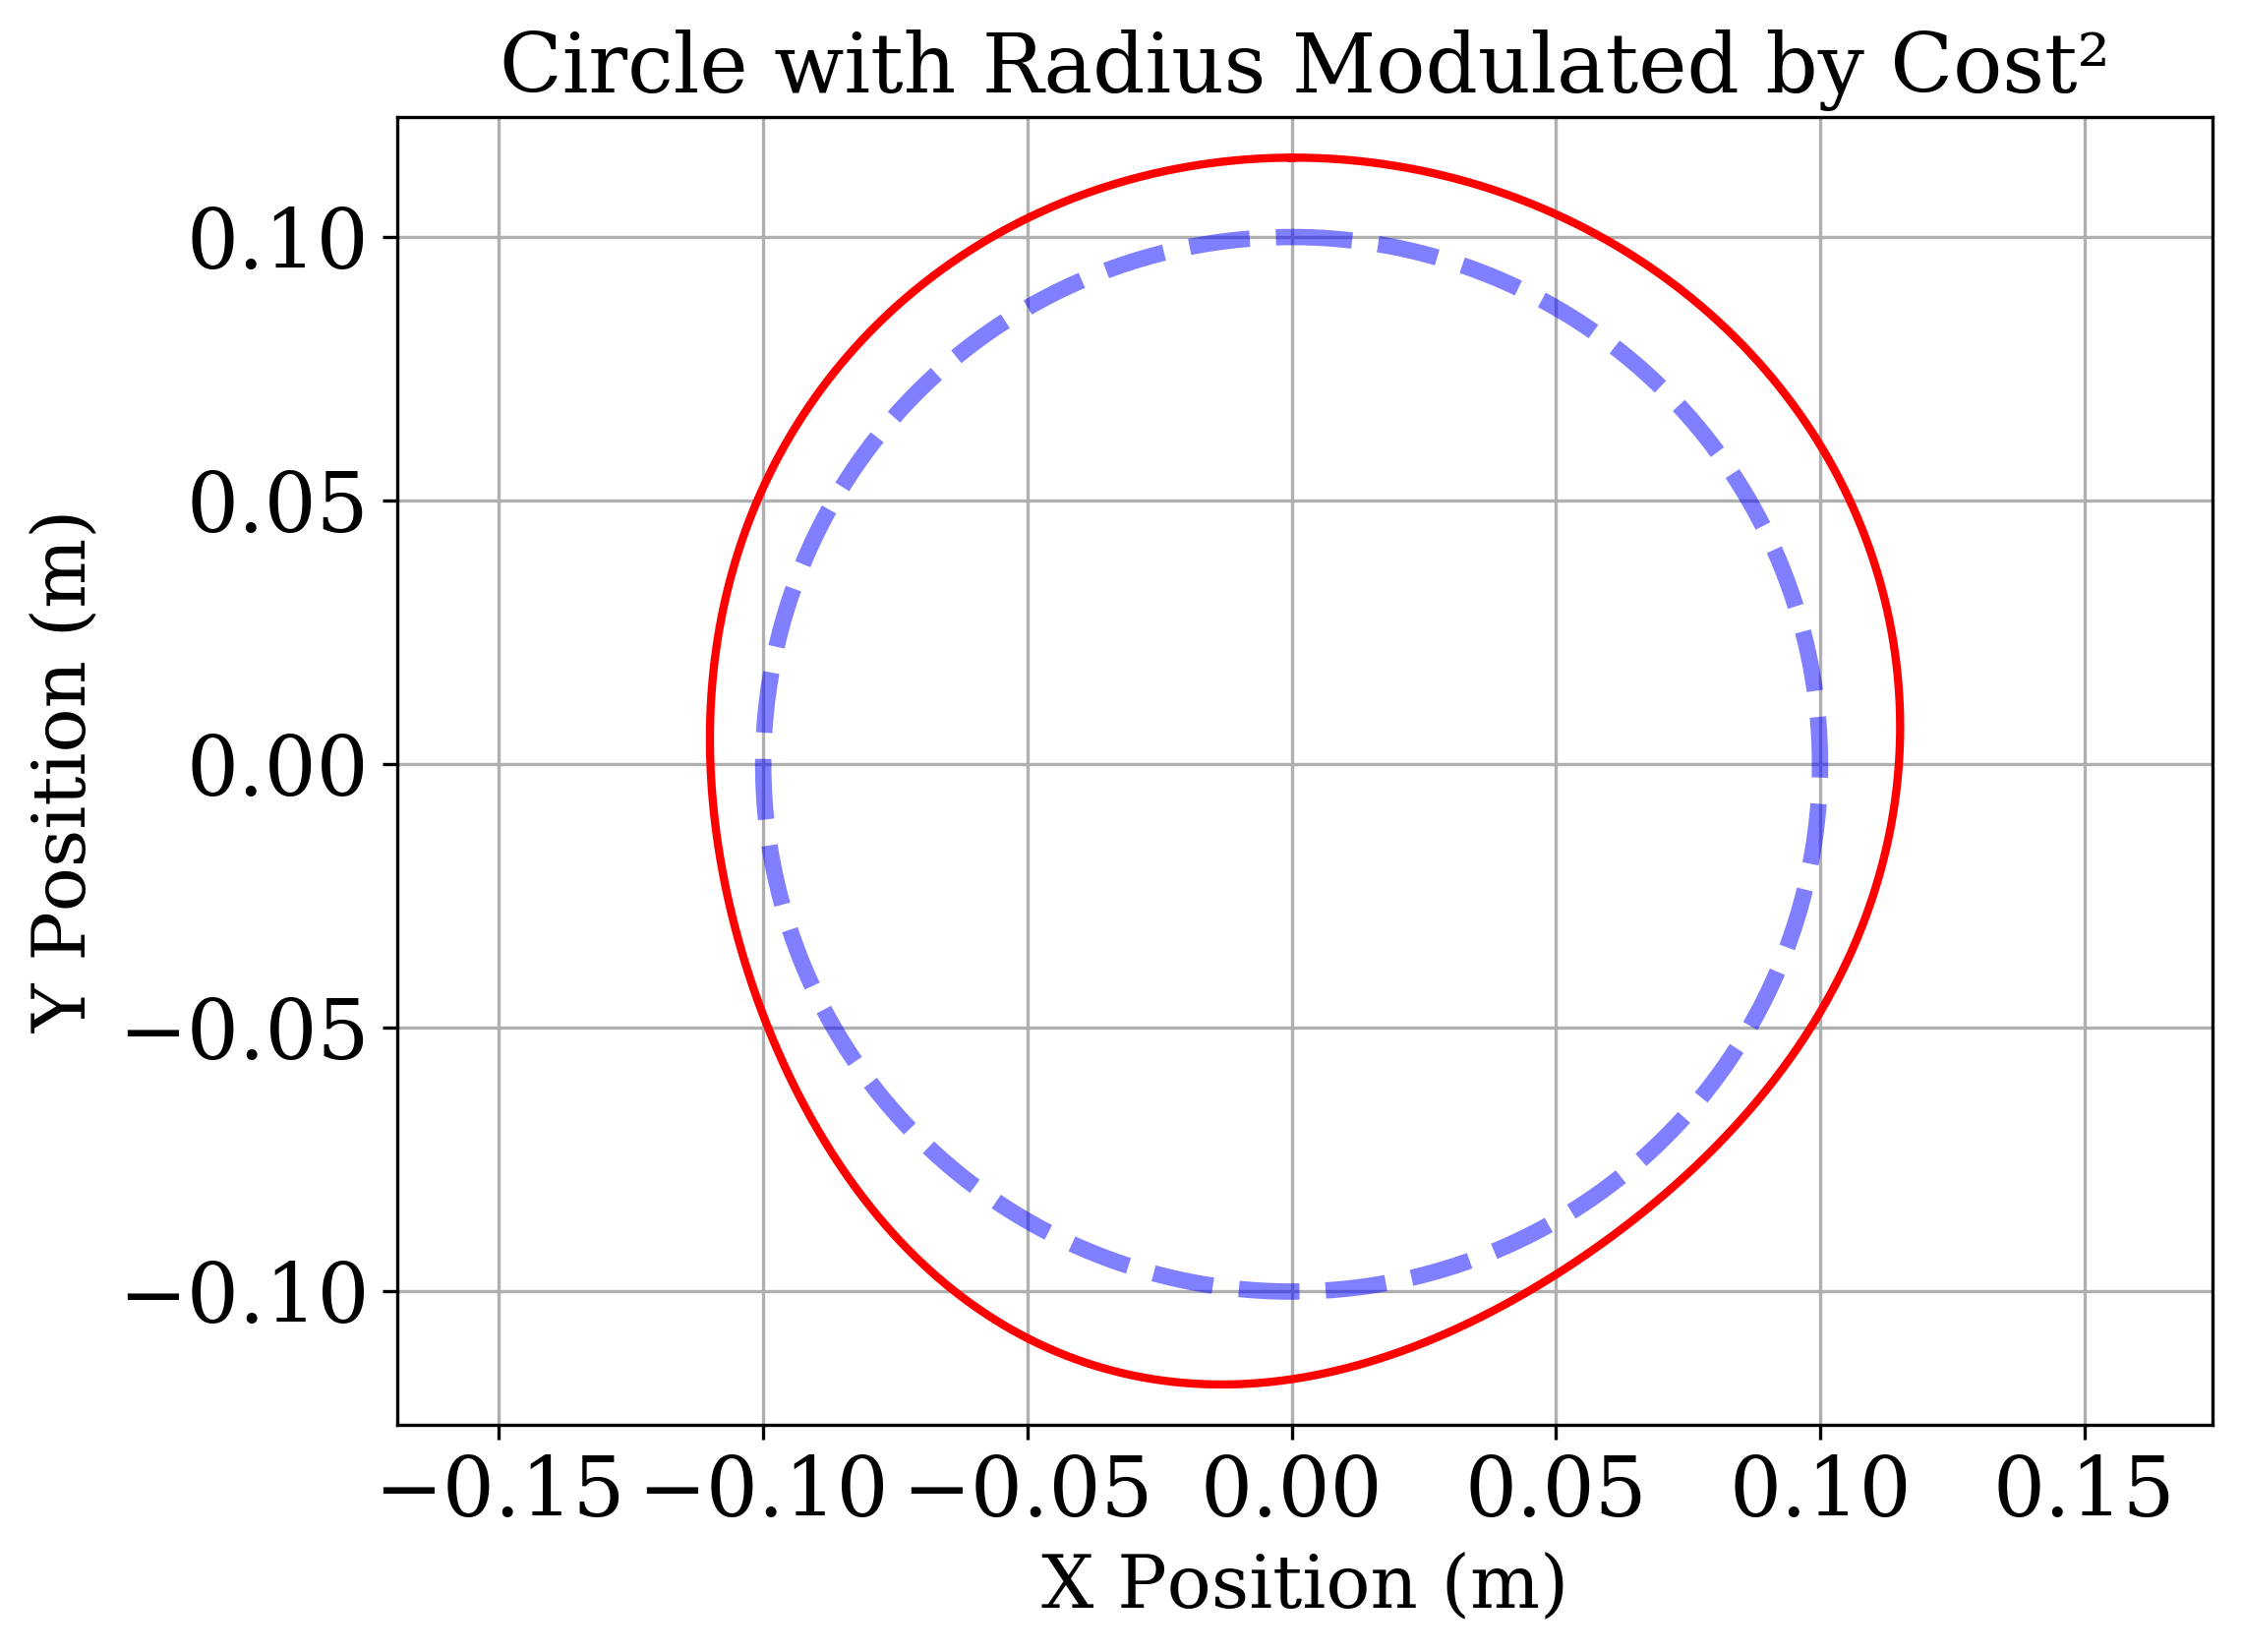 Circle with Radius Modulated by Cost²
Y Position (m)
0.10
0.05
0.00
−0.05
−0.10
−0.15 −0.10 −0.05 0.00 0.05 0.10 0.15
X Position (m)